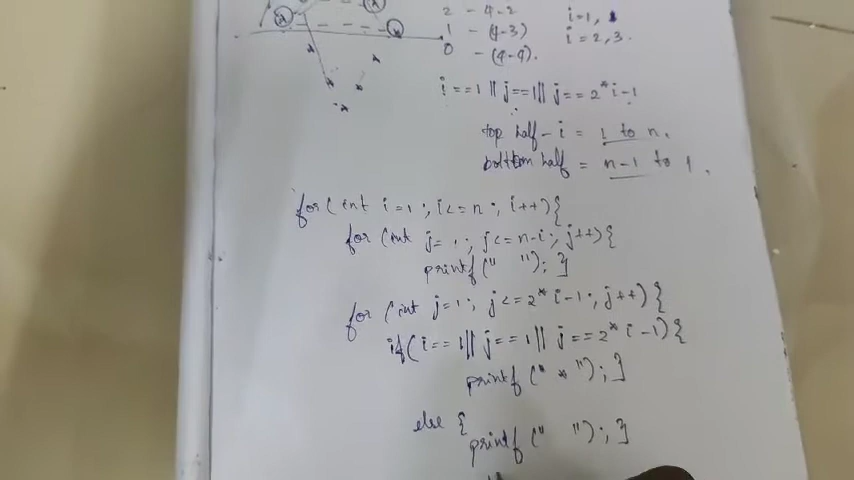 2 - 4-2
i=1,
1 - (4-3)
i=2,3.
0 - (4-4).
i==1 || j==1 || j==2*i-1
top half - i = 1 to n.
bottom half = n-1 to 1.
for(int i=1; i<=n; i++){
for(int j=1; j<=n-i; j++){
printf(" "); }
for(int j=1; j<=2*i-1; j++){
if(i==1 || j==1 || j==2*i-1){
printf("*"); }
else {
printf(" "); }